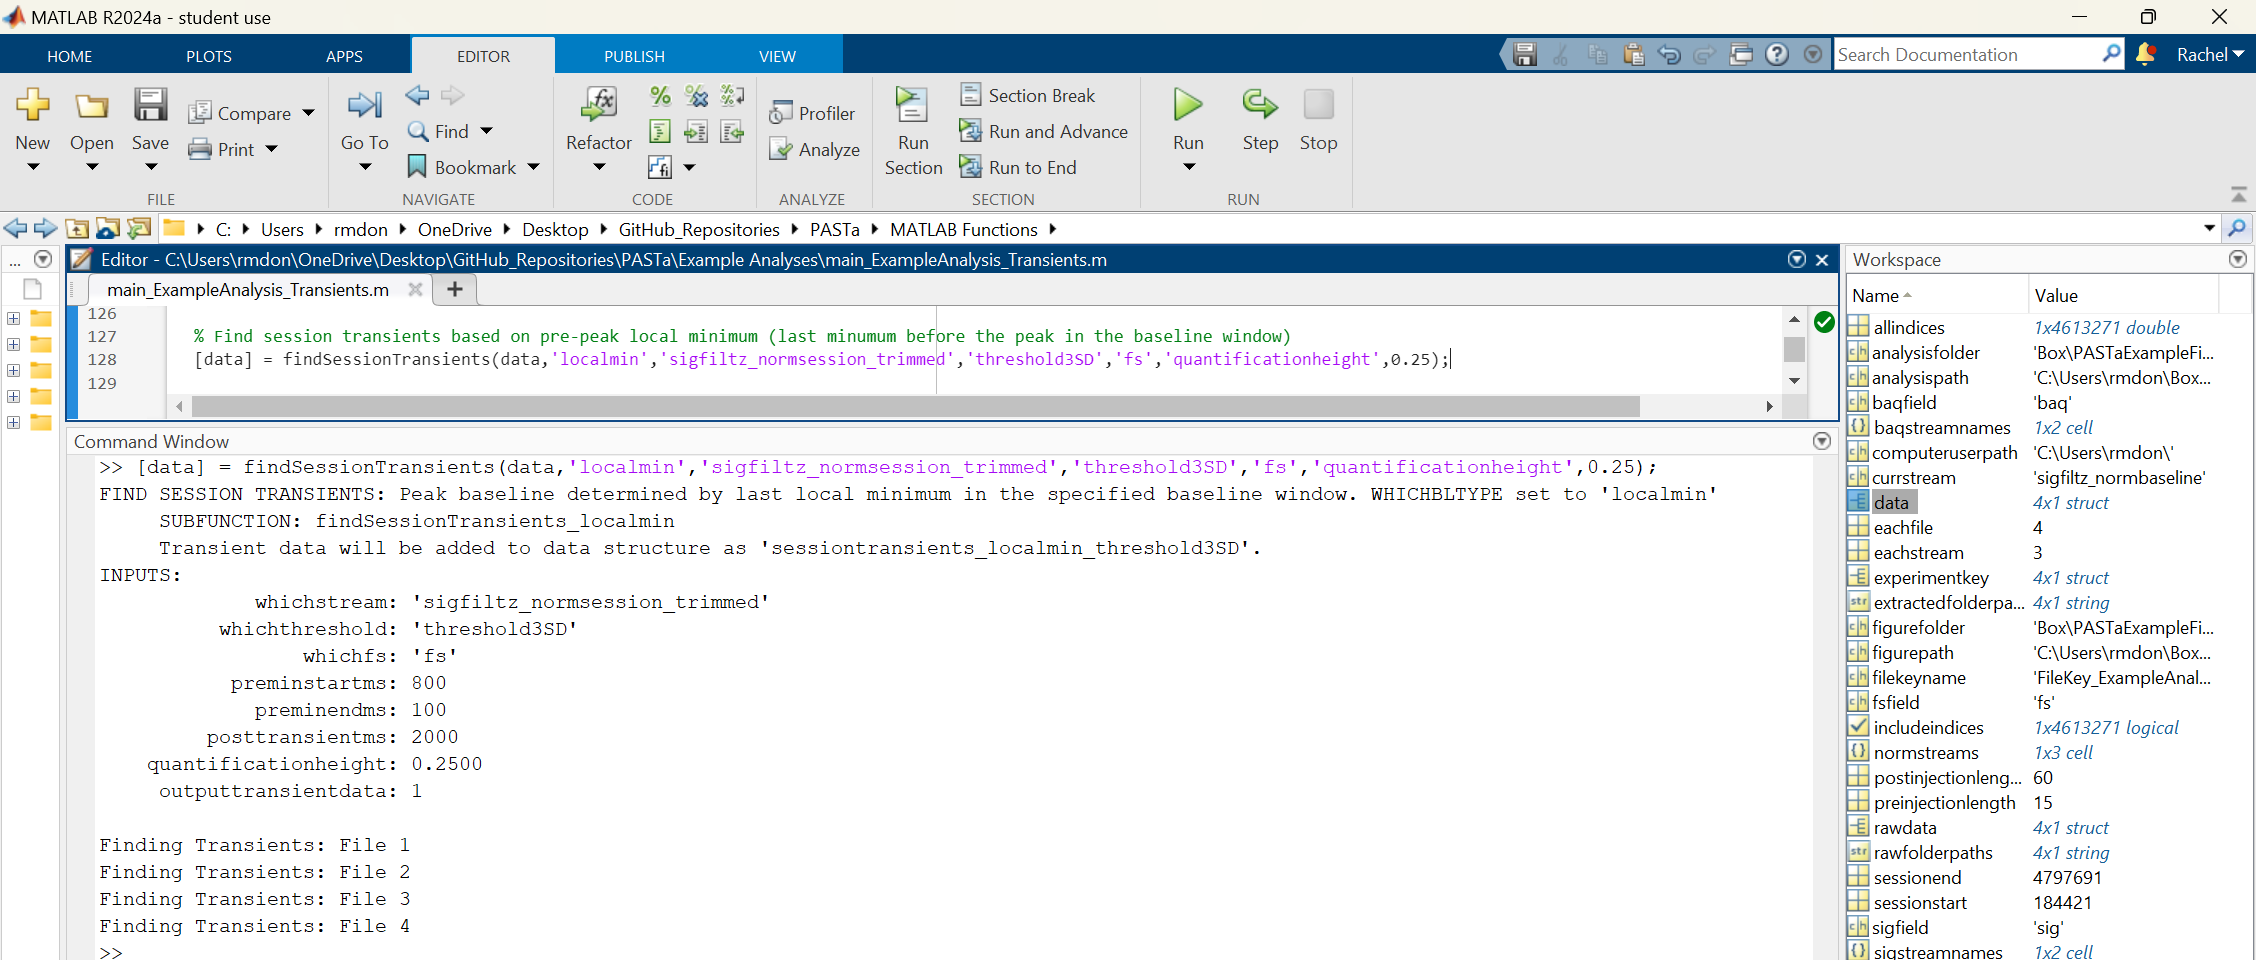 MATLAB R2024a - student use
HOME PLOTS APPS EDITOR PUBLISH VIEW Search Documentation Rachel
New Open Save Compare Print FILE
Go To Find Bookmark NAVIGATE
Refactor CODE
Profiler Analyze ANALYZE
Run Section Section Break Run and Advance Run to End SECTION
Run Step Stop RUN
C: Users rmdon OneDrive Desktop GitHub_Repositories PASTa MATLAB Functions
...
Editor - C:\Users\rmdon\OneDrive\Desktop\GitHub_Repositories\PASTa\Example Analyses\main_ExampleAnalysis_Transients.m
main_ExampleAnalysis_Transients.m
126
127 % Find session transients based on pre-peak local minimum (last minumum before the peak in the baseline window)
128 [data] = findSessionTransients(data,'localmin','sigfiltz_normsession_trimmed','threshold3SD','fs','quantificationheight',0.25);
129
Command Window
>> [data] = findSessionTransients(data,'localmin','sigfiltz_normsession_trimmed','threshold3SD','fs','quantificationheight',0.25);
FIND SESSION TRANSIENTS: Peak baseline determined by last local minimum in the specified baseline window. WHICHBLTYPE set to 'localmin'
SUBFUNCTION: findSessionTransients_localmin
Transient data will be added to data structure as 'sessiontransients_localmin_threshold3SD'.
INPUTS:
whichstream: 'sigfiltz_normsession_trimmed'
whichthreshold: 'threshold3SD'
whichfs: 'fs'
preminstartms: 800
preminendms: 100
posttransientms: 2000
quantificationheight: 0.2500
outputtransientdata: 1
Finding Transients: File 1
Finding Transients: File 2
Finding Transients: File 3
Finding Transients: File 4
>>
Workspace
Name Value
allindices 1x4613271 double
analysisfolder 'Box\PASTaExampleFi...
analysispath 'C:\Users\rmdon\Box...
baqfield 'baq'
baqstreamnames 1x2 cell
computeruserpath 'C:\Users\rmdon\'
currstream 'sigfiltz_normbaseline'
data 4x1 struct
eachfile 4
eachstream 3
experimentkey 4x1 struct
extractedfolderpa... 4x1 string
figurefolder 'Box\PASTaExampleFi...
figurepath 'C:\Users\rmdon\Box...
filekeyname 'FileKey_ExampleAnal...
fsfield 'fs'
includeindices 1x4613271 logical
normstreams 1x3 cell
postinjectionleng... 60
preinjectionlength 15
rawdata 4x1 struct
rawfolderpaths 4x1 string
sessionend 4797691
sessionstart 184421
sigfield 'sig'
sigstreamnames 1x2 cell